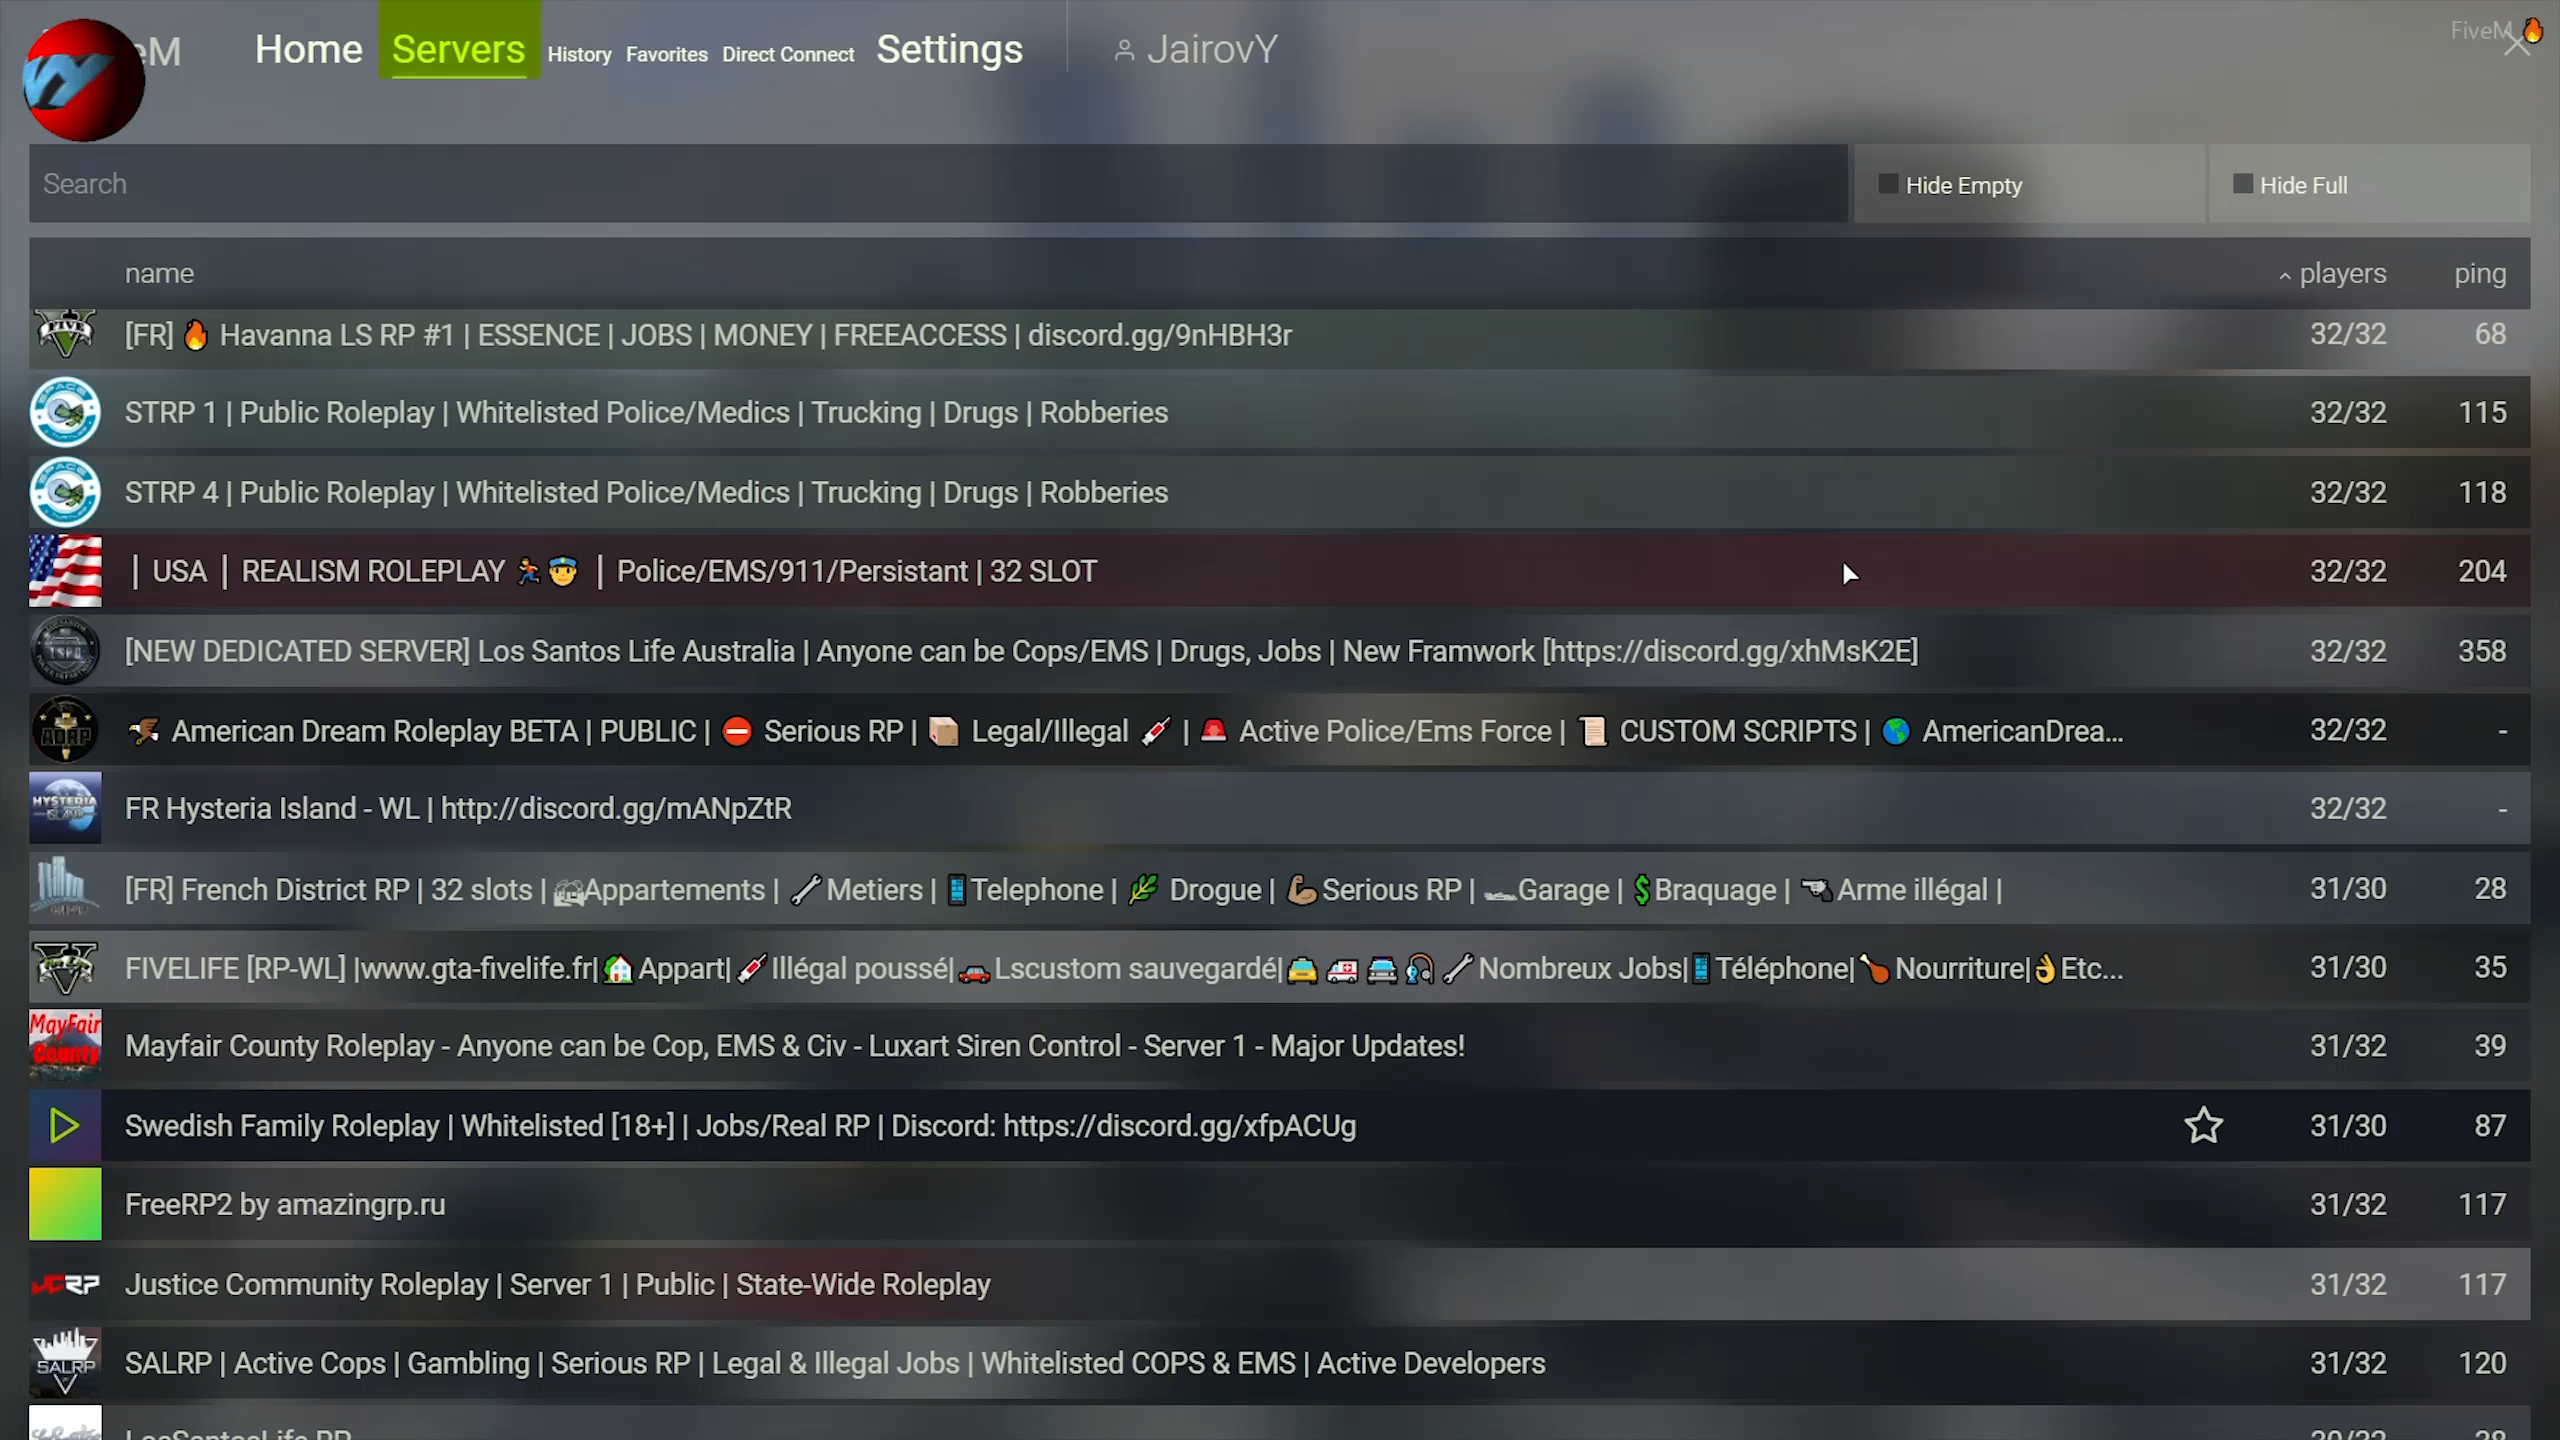 eM Home Servers History Favorites Direct Connect Settings JairovY FiveM
Search Hide Empty Hide Full
name players ping
[FR] 🔥 Havanna LS RP #1 | ESSENCE | JOBS | MONEY | FREEACCESS | discord.gg/9nHBH3r 32/32 68
STRP 1 | Public Roleplay | Whitelisted Police/Medics | Trucking | Drugs | Robberies 32/32 115
STRP 4 | Public Roleplay | Whitelisted Police/Medics | Trucking | Drugs | Robberies 32/32 118
| USA | REALISM ROLEPLAY 🏃👮 | Police/EMS/911/Persistant | 32 SLOT 32/32 204
[NEW DEDICATED SERVER] Los Santos Life Australia | Anyone can be Cops/EMS | Drugs, Jobs | New Framwork [https://discord.gg/xhMsK2E] 32/32 358
ADRP 🦅 American Dream Roleplay BETA | PUBLIC | ⛔ Serious RP | 📦 Legal/Illegal 💉 | 🚨 Active Police/Ems Force | 📜 CUSTOM SCRIPTS | 🌎 AmericanDrea... 32/32 -
HYSTERIA ISLAND FR Hysteria Island - WL | http://discord.gg/mANpZtR 32/32 -
[FR] French District RP | 32 slots | 🏘Appartements | 🔧Metiers | 📱Telephone | 🌿 Drogue | 💪Serious RP | 🏎Garage | 💲Braquage | 🔫Arme illégal | 31/30 28
FIVELIFE [RP-WL] |www.gta-fivelife.fr|🏠Appart|💉Illégal poussé|🚗Lscustom sauvegardé|🚖🚑🚔🎧🔧Nombreux Jobs|📱Téléphone|🍗Nourriture|👌Etc... 31/30 35
MayFair County Mayfair County Roleplay - Anyone can be Cop, EMS & Civ - Luxart Siren Control - Server 1 - Major Updates! 31/32 39
Swedish Family Roleplay | Whitelisted [18+] | Jobs/Real RP | Discord: https://discord.gg/xfpACUg 31/30 87
FreeRP2 by amazingrp.ru 31/32 117
JCRP Justice Community Roleplay | Server 1 | Public | State-Wide Roleplay 31/32 117
SALRP SALRP | Active Cops | Gambling | Serious RP | Legal & Illegal Jobs | Whitelisted COPS & EMS | Active Developers 31/32 120
LosSantosLife RP 30/32 38